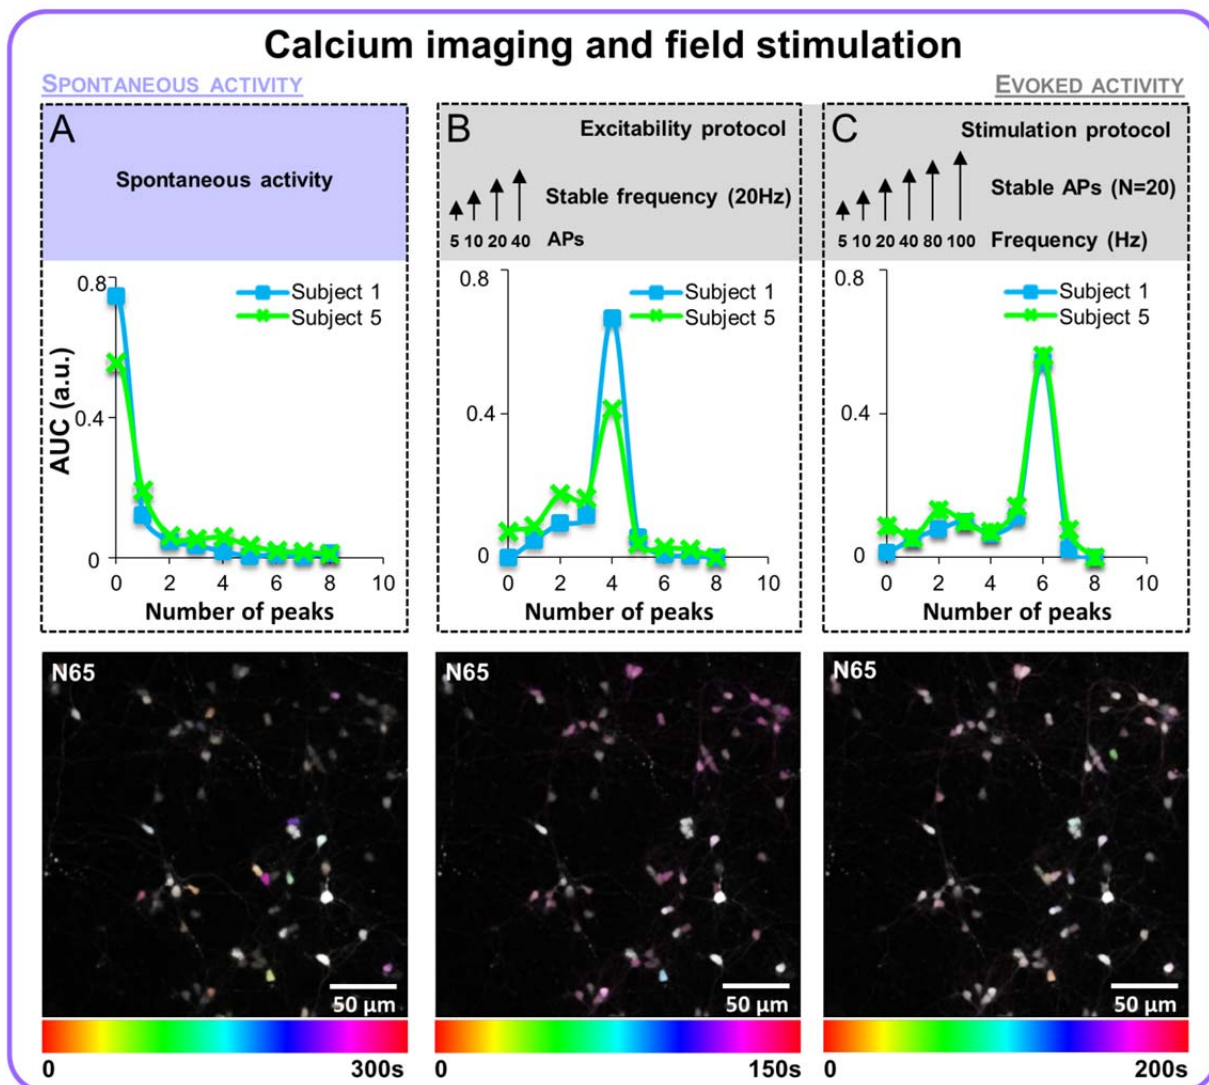 Calcium imaging and field stimulation
SPONTANEOUS ACTIVITY
EVOKED ACTIVITY
A
Spontaneous activity
B
Excitability protocol
Stable frequency (20Hz)
5 10 20 40 APs
C
Stimulation protocol
Stable APs (N=20)
5 10 20 40 80 100 Frequency (Hz)
0.8
Subject 1
Subject 5
AUC (a.u.)
0.4
0
0 2 4 6 8 10
Number of peaks
0.8
Subject 1
Subject 5
0.4
0
0 2 4 6 8 10
Number of peaks
0.8
Subject 1
Subject 5
0.4
0
0 2 4 6 8 10
Number of peaks
N65
50 µm
0 300s
N65
50 µm
0 150s
N65
50 µm
0 200s